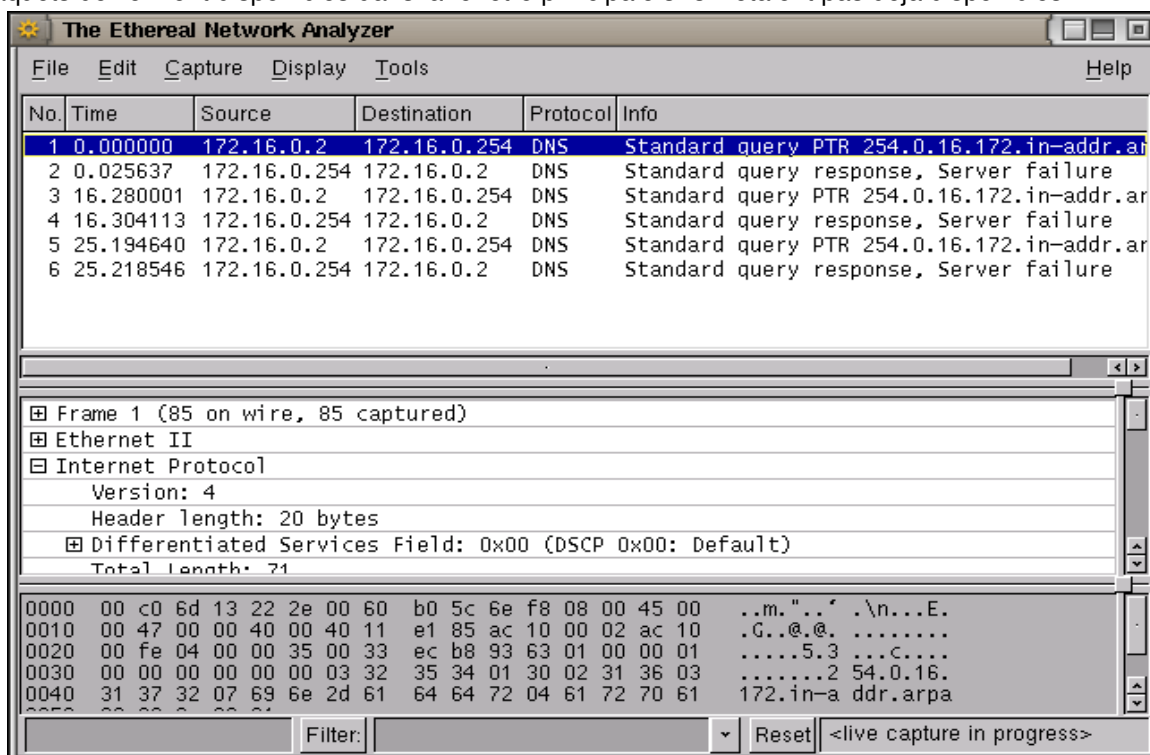 The Ethereal Network Analyzer
File Edit Capture Display Tools Help
No. Time Source Destination Protocol Info
1 0.000000 172.16.0.2 172.16.0.254 DNS Standard query PTR 254.0.16.172.in-addr.ar
2 0.025637 172.16.0.254 172.16.0.2 DNS Standard query response, Server failure
3 16.280001 172.16.0.2 172.16.0.254 DNS Standard query PTR 254.0.16.172.in-addr.ar
4 16.304113 172.16.0.254 172.16.0.2 DNS Standard query response, Server failure
5 25.194640 172.16.0.2 172.16.0.254 DNS Standard query PTR 254.0.16.172.in-addr.ar
6 25.218546 172.16.0.254 172.16.0.2 DNS Standard query response, Server failure
Frame 1 (85 on wire, 85 captured)
Ethernet II
Internet Protocol
Version: 4
Header length: 20 bytes
Differentiated Services Field: 0x00 (DSCP 0x00: Default)
Total Length: 71
0000 00 c0 6d 13 22 2e 00 60 b0 5c 6e f8 08 00 45 00 ..m."..` .\n...E.
0010 00 47 00 00 40 00 40 11 e1 85 ac 10 00 02 ac 10 .G..@.@. ........
0020 00 fe 04 00 00 35 00 33 ec b8 93 63 01 00 00 01 .....5.3 ...c....
0030 00 00 00 00 00 00 03 32 35 34 01 30 02 31 36 03 .......2 54.0.16.
0040 31 37 32 07 69 6e 2d 61 64 64 72 04 61 72 70 61 172.in-a ddr.arpa
Filter: Reset <live capture in progress>